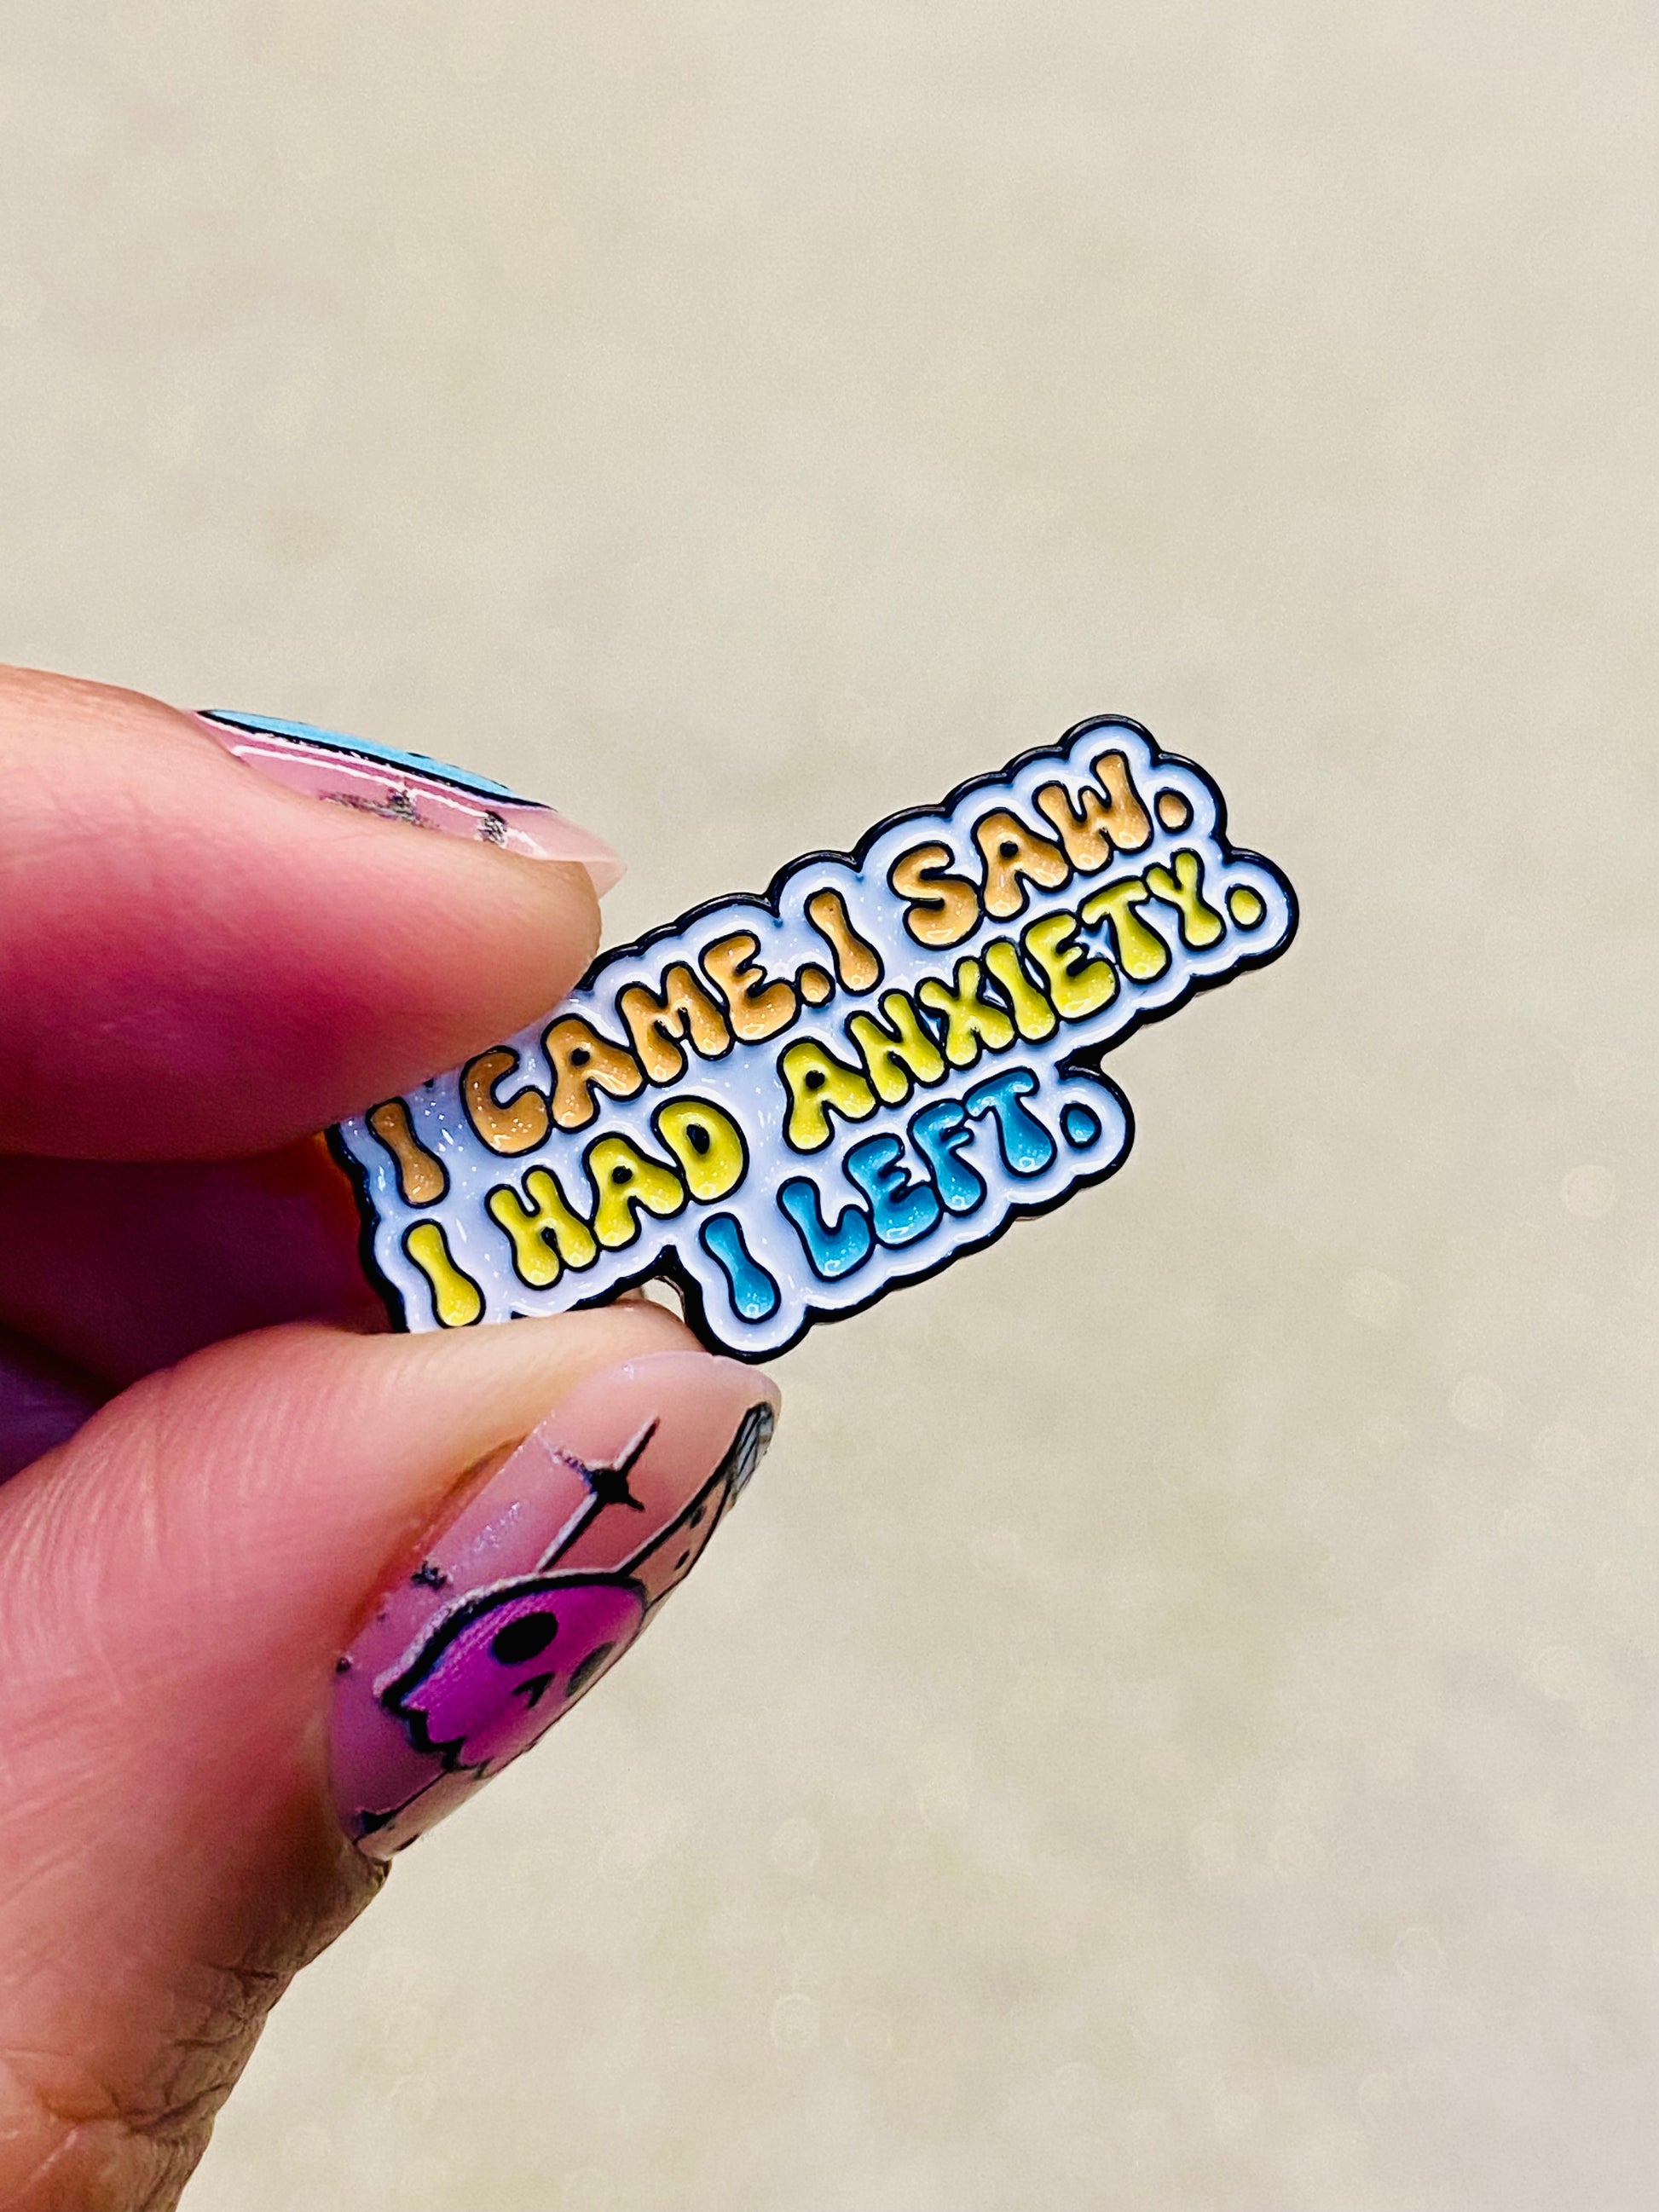 I CAME. I SAW.
I HAD ANXIETY.
I LEFT.